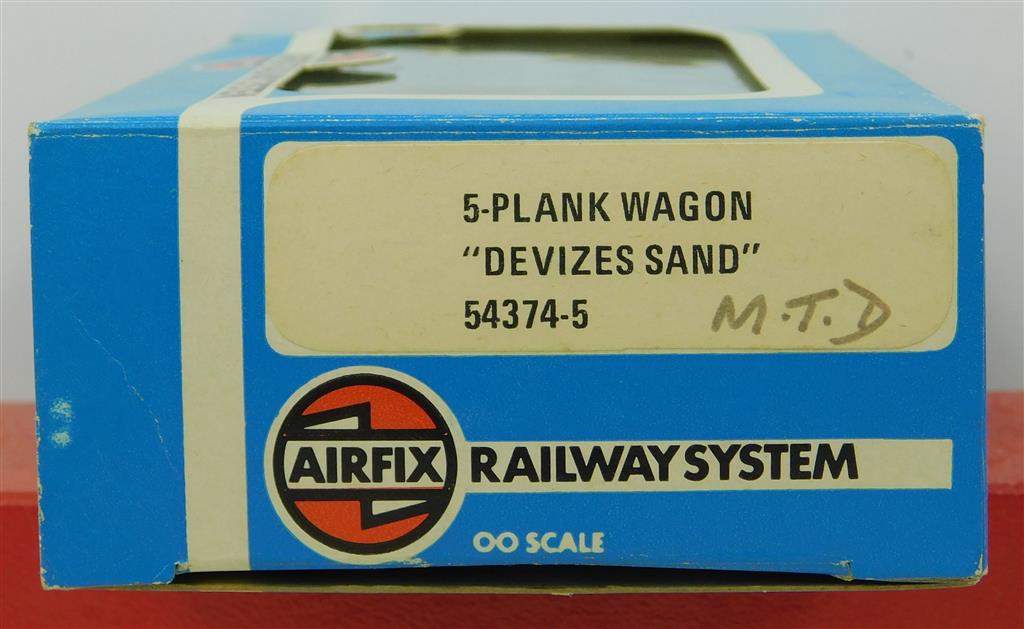 5-PLANK WAGON
"DEVIZES SAND"
54374-5 M.T.D
AIRFIX RAILWAY SYSTEM
OO SCALE